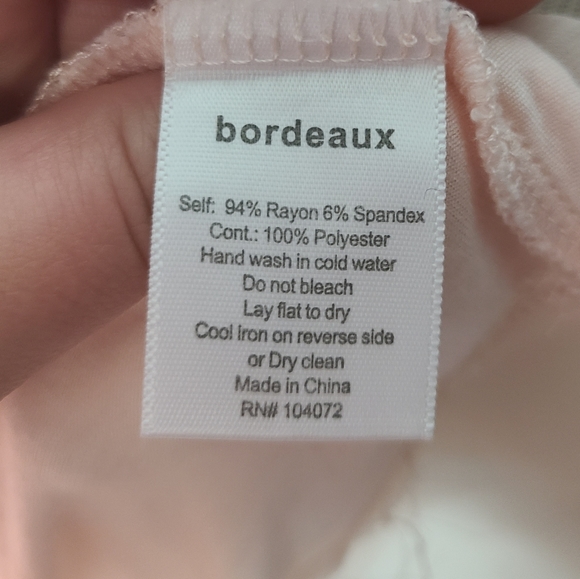 bordeaux
Self: 94% Rayon 6% Spandex
Cont.: 100% Polyester
Hand wash in cold water
Do not bleach
Lay flat to dry
Cool iron on reverse side
or Dry clean
Made in China
RN# 104072